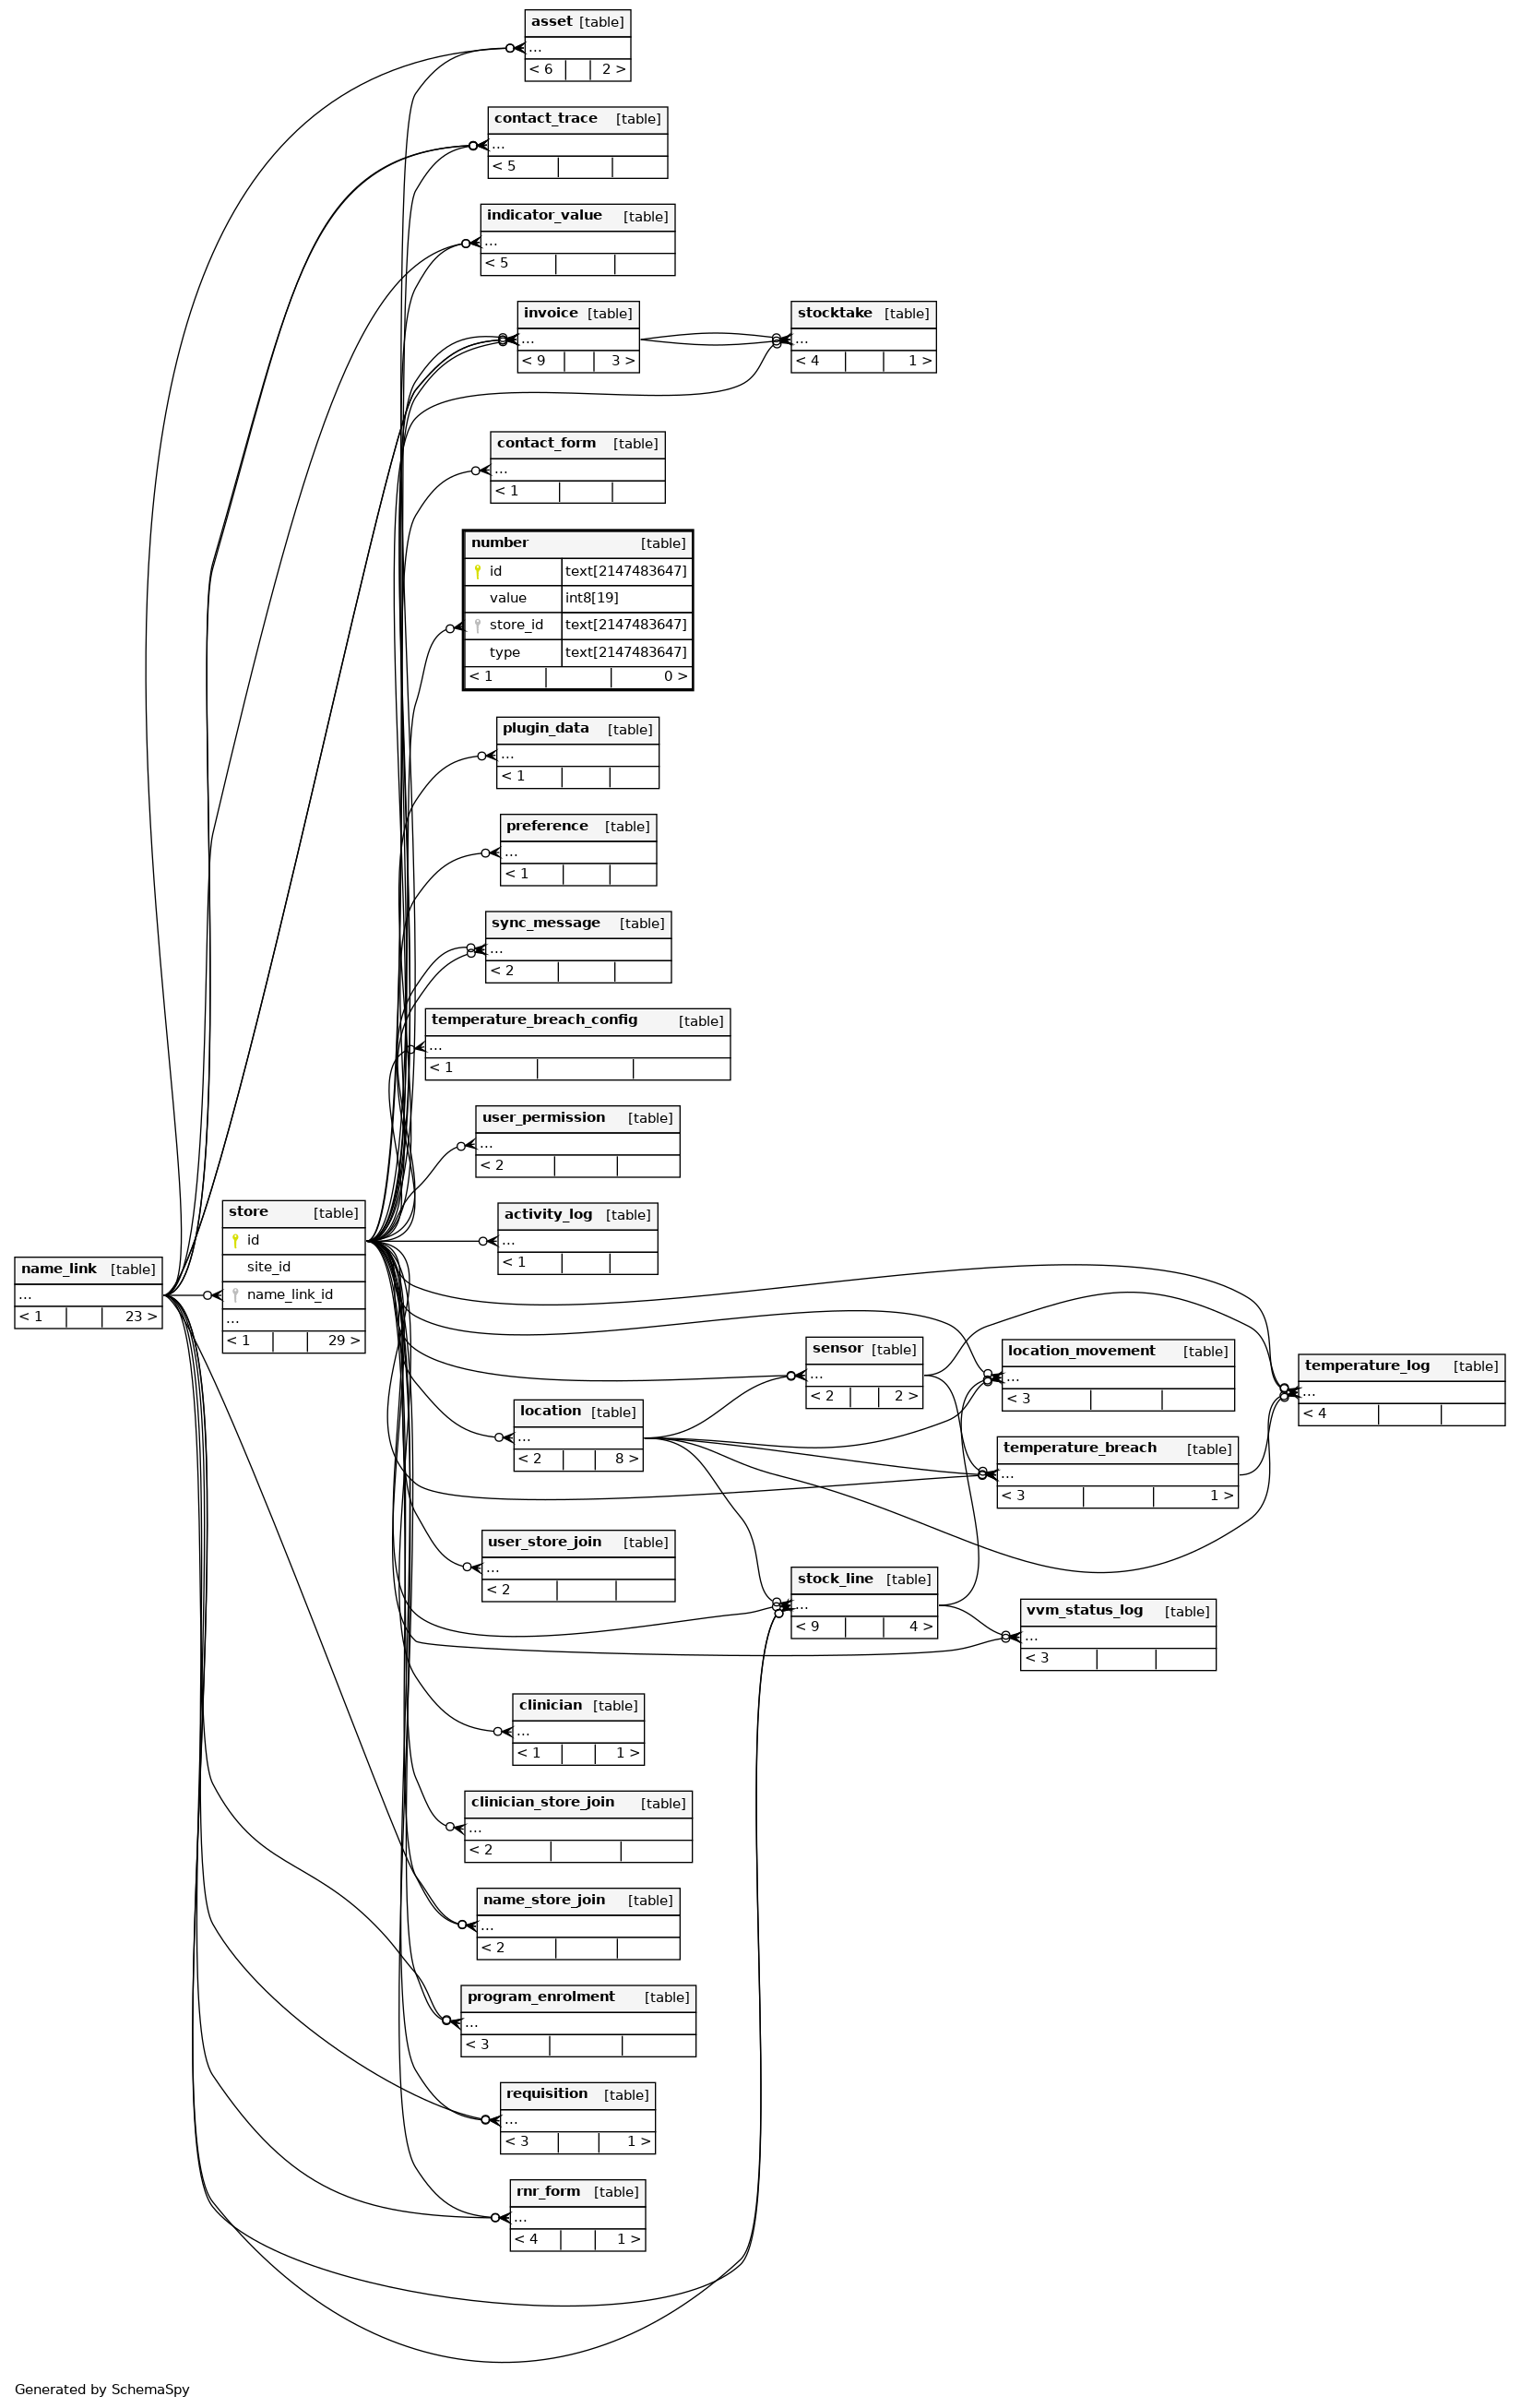 asset [table]
...
< 6 2 >
contact_trace [table]
...
< 5
indicator_value [table]
...
< 5
invoice [table]
...
< 9 3 >
stocktake [table]
...
< 4 1 >
contact_form [table]
...
< 1
number [table]
id text[2147483647]
value int8[19]
store_id text[2147483647]
type text[2147483647]
< 1 0 >
plugin_data [table]
...
< 1
preference [table]
...
< 1
sync_message [table]
...
< 2
temperature_breach_config [table]
...
< 1
user_permission [table]
...
< 2
store [table]
id
site_id
name_link_id
...
< 1 29 >
activity_log [table]
...
< 1
name_link [table]
...
< 1 23 >
sensor [table]
...
< 2 2 >
location_movement [table]
...
< 3
temperature_log [table]
...
< 4
location [table]
...
< 2 8 >
temperature_breach [table]
...
< 3 1 >
user_store_join [table]
...
< 2
stock_line [table]
...
< 9 4 >
vvm_status_log [table]
...
< 3
clinician [table]
...
< 1 1 >
clinician_store_join [table]
...
< 2
name_store_join [table]
...
< 2
program_enrolment [table]
...
< 3
requisition [table]
...
< 3 1 >
rnr_form [table]
...
< 4 1 >
Generated by SchemaSpy